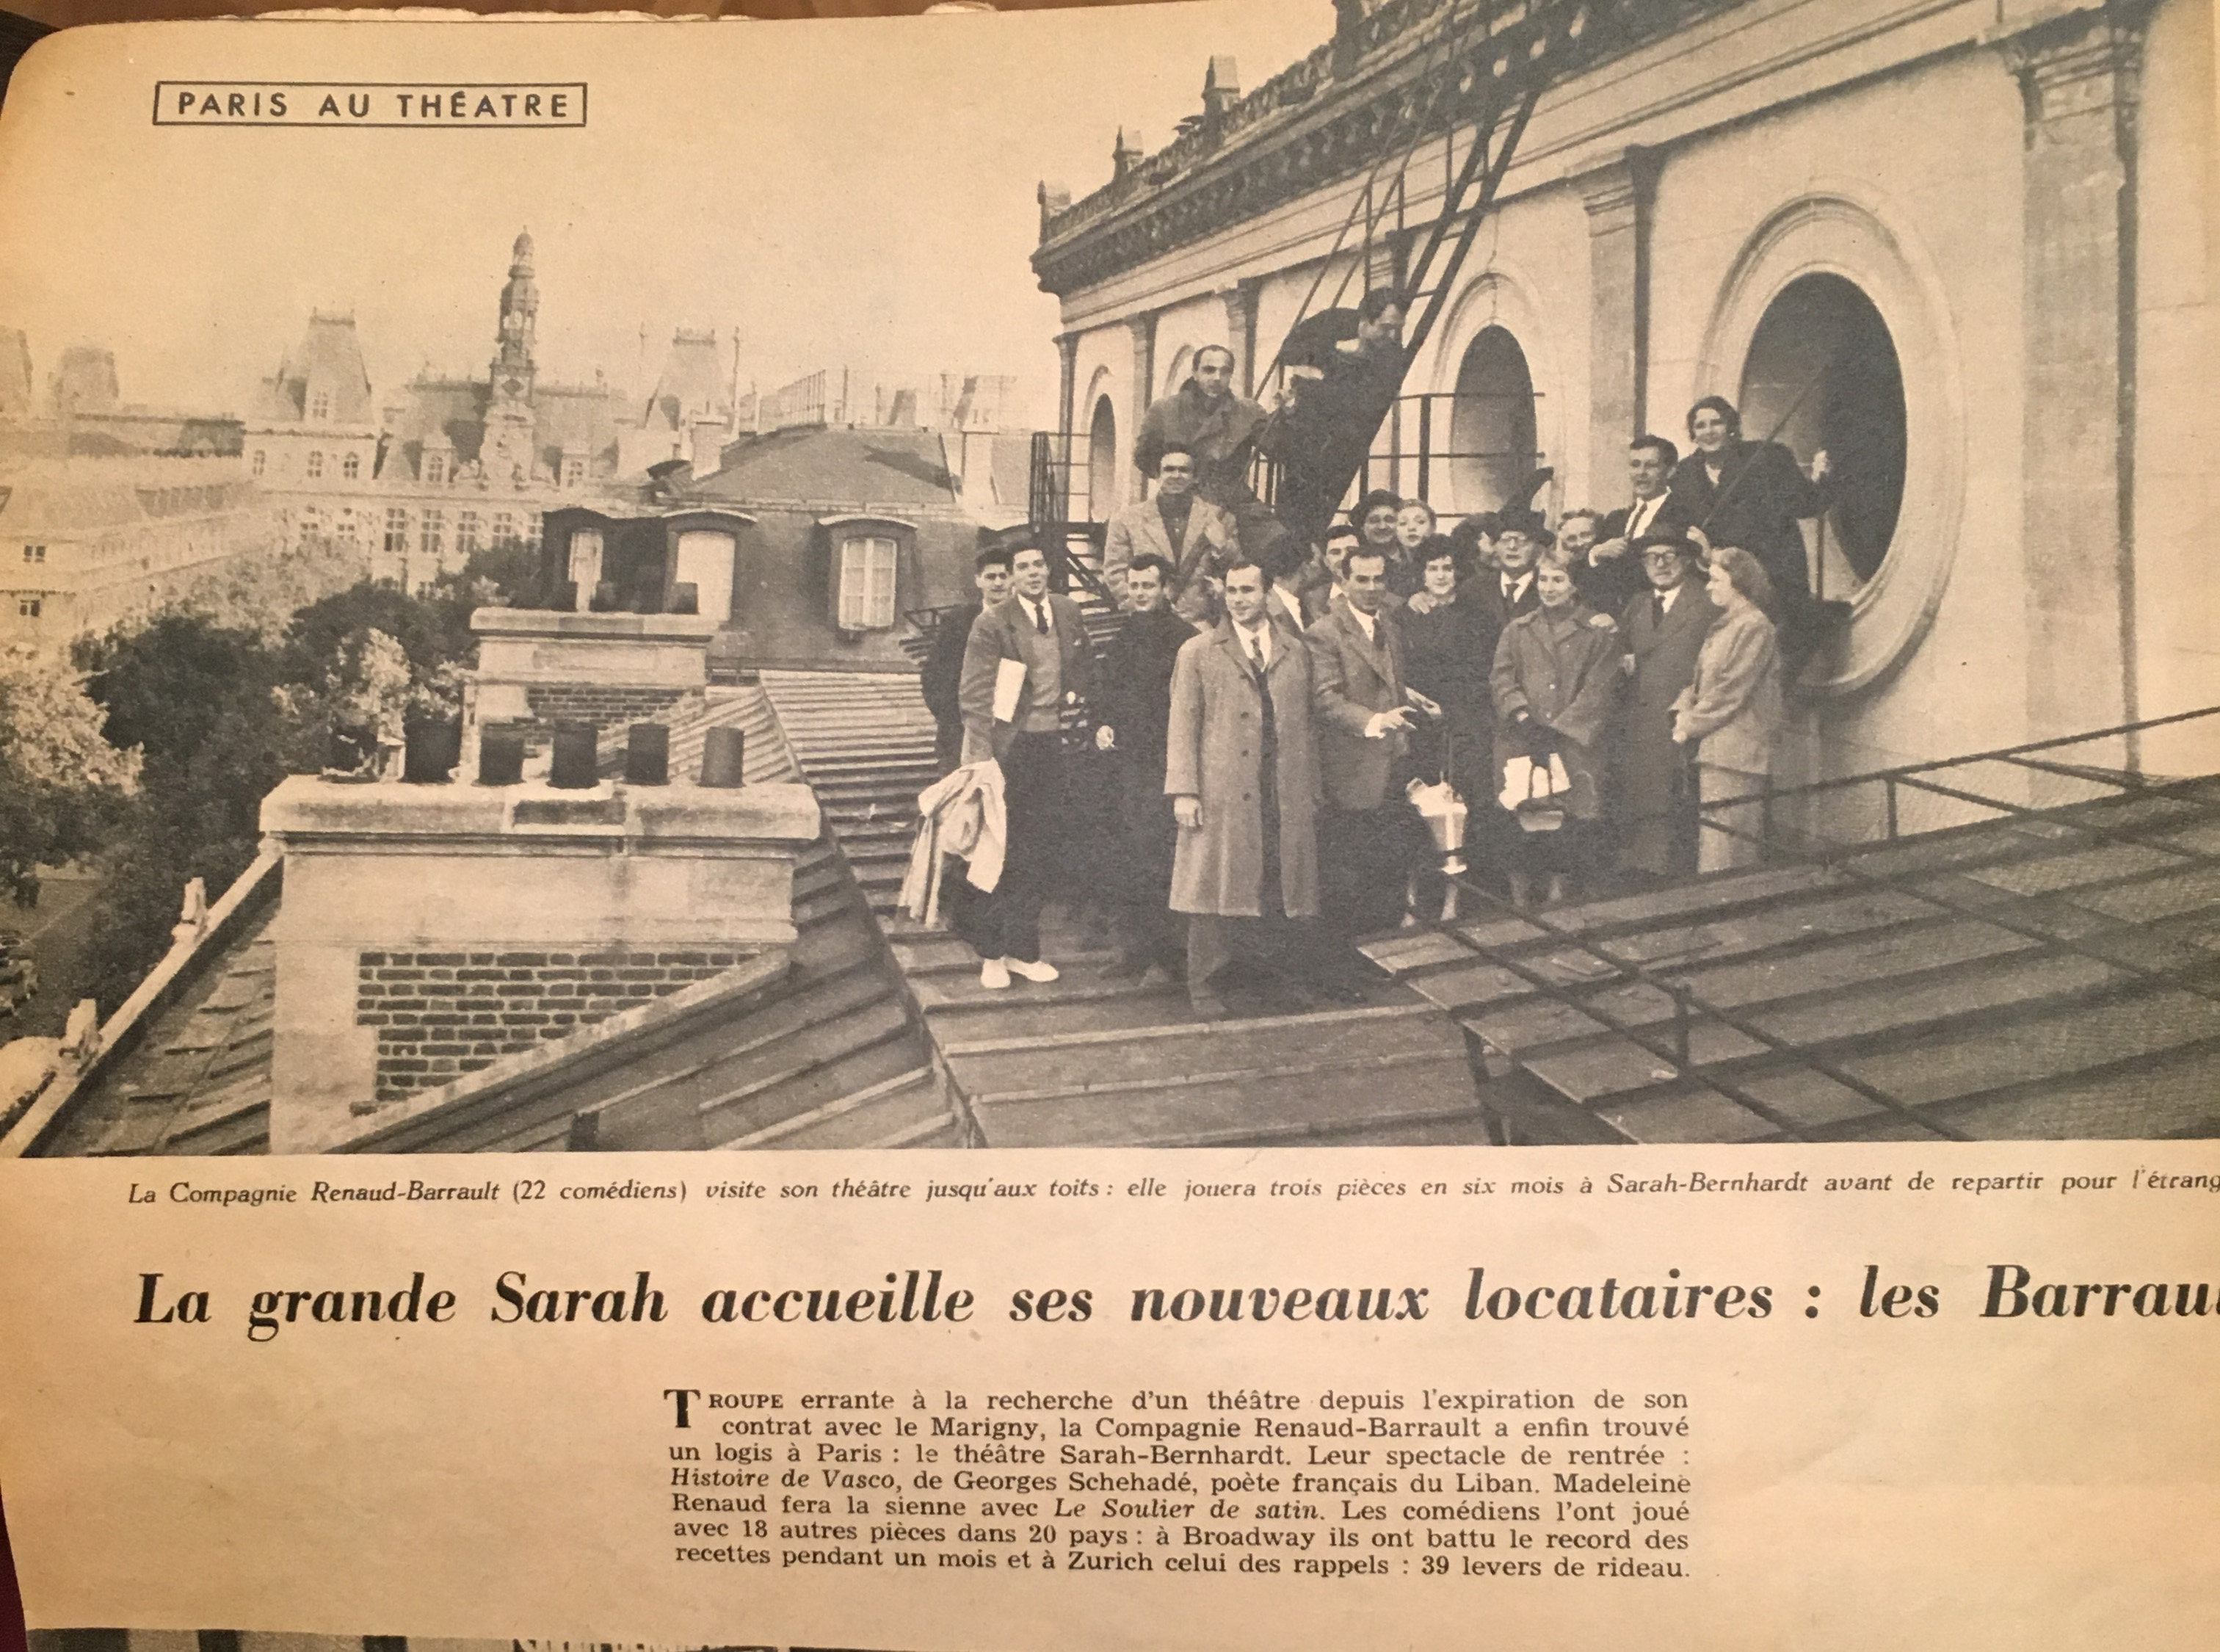 PARIS AU THÉATRE
La Compagnie Renaud-Barrault (22 comédiens) visite son théâtre jusqu'aux toits : elle jouera trois pièces en six mois à Sarah-Bernhardt avant de repartir pour l'étrang
La grande Sarah accueille ses nouveaux locataires : les Barrau
TROUPE errante à la recherche d'un théâtre depuis l'expiration de son
contrat avec le Marigny, la Compagnie Renaud-Barrault a enfin trouvé
un logis à Paris : le théâtre Sarah-Bernhardt. Leur spectacle de rentrée :
Histoire de Vasco, de Georges Schehadé, poète français du Liban. Madeleine
Renaud fera la sienne avec Le Soulier de satin. Les comédiens l'ont joué
avec 18 autres pièces dans 20 pays : à Broadway ils ont battu le record des
recettes pendant un mois et à Zurich celui des rappels : 39 levers de rideau.